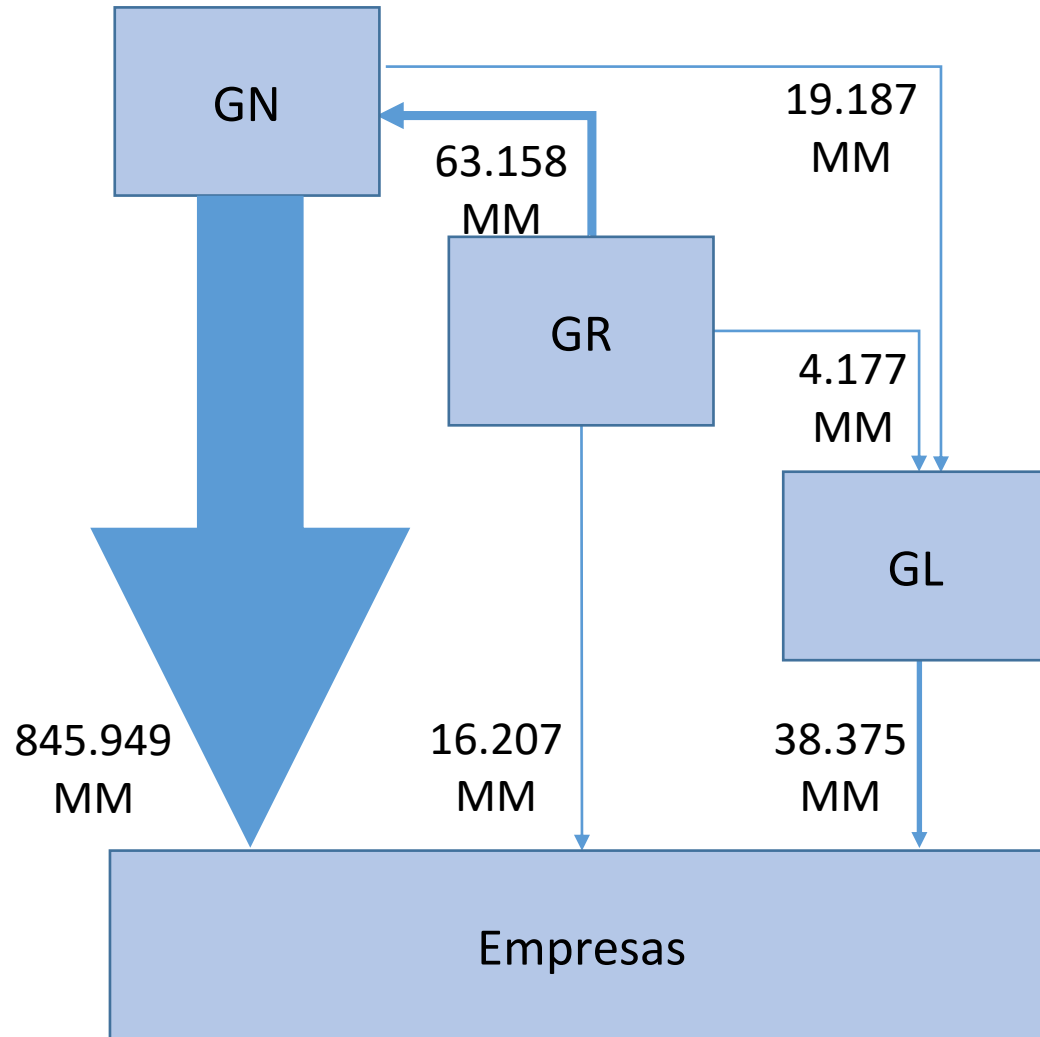 GN
19.187
MM
63.158
MM
GR
4.177
MM
GL
845.949
MM
16.207
MM
38.375
MM
Empresas